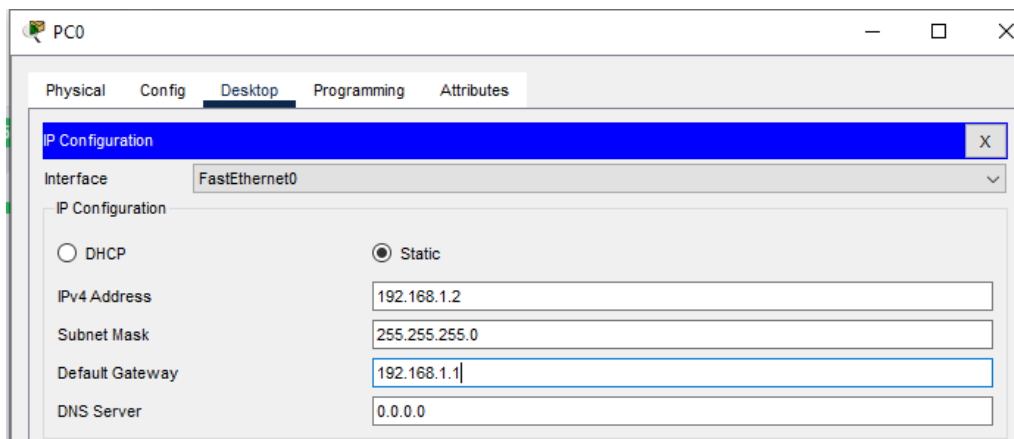 PC0
Physical Config Desktop Programming Attributes
IP Configuration X
Interface FastEthernet0
IP Configuration
DHCP Static
IPv4 Address 192.168.1.2
Subnet Mask 255.255.255.0
Default Gateway 192.168.1.1
DNS Server 0.0.0.0